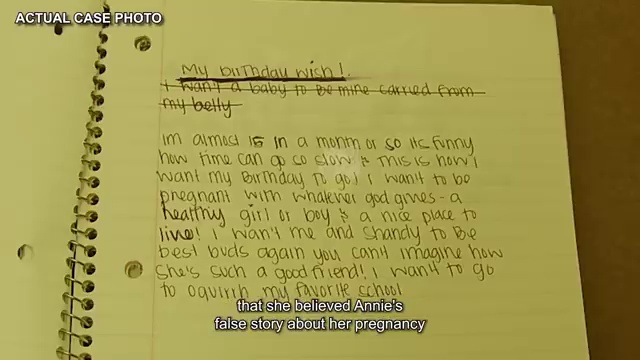 ACTUAL CASE PHOTO
My birthday wish!
I want a baby to be mine carried from
my belly
Im almost 15 in a month or so its funny
how time can go so slow & this is how I
want my birthday to go! I want to be
pregnant with whatever god gives - a
healthy girl or boy & a nice place to
live! I want me and Shandy to be
best buds again you can't imagine how
she's such a good friend! I want to go
to oquirrh my favorite school
that she believed Annie's
false story about her pregnancy